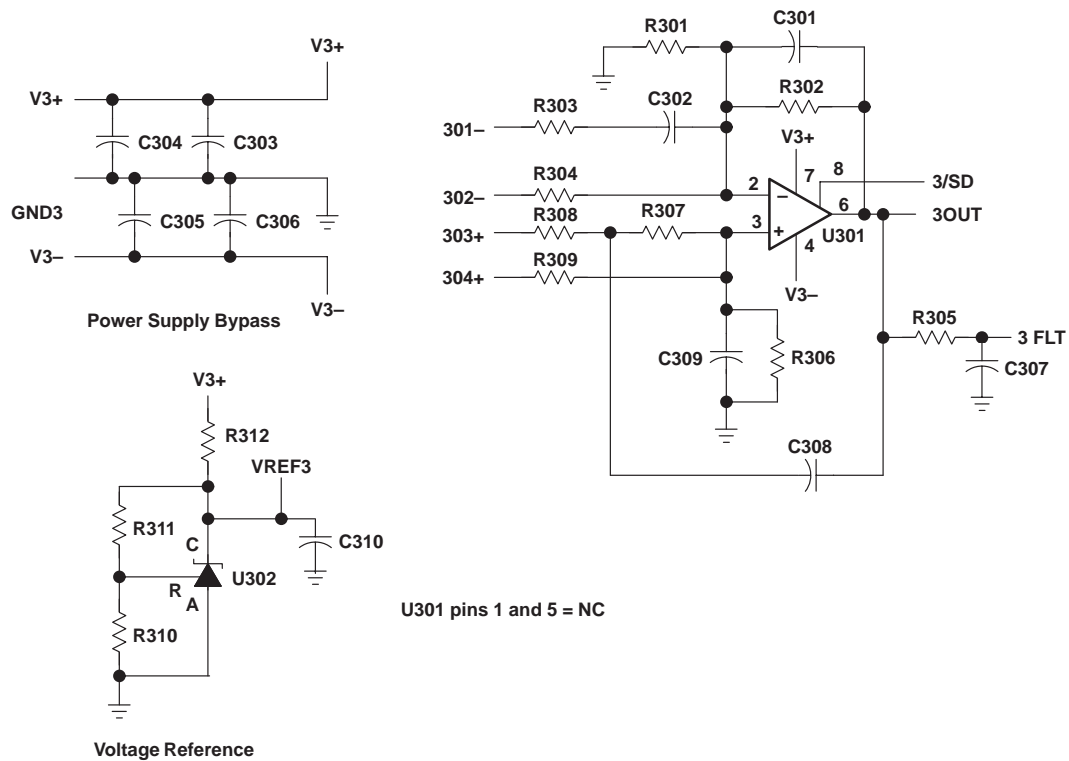 V3+
V3+
C304
C303
GND3
C305
C306
V3–
V3–
Power Supply Bypass
R301
C301
R302
R303
C302
301–
V3+
R304
7
8
302–
2
–
3/SD
R308
R307
6
303+
3
+
3OUT
U301
R309
4
304+
V3–
R305
3 FLT
C309
R306
C307
C308
V3+
R312
VREF3
R311
C310
C
U302
R
A
R310
U301 pins 1 and 5 = NC
Voltage Reference